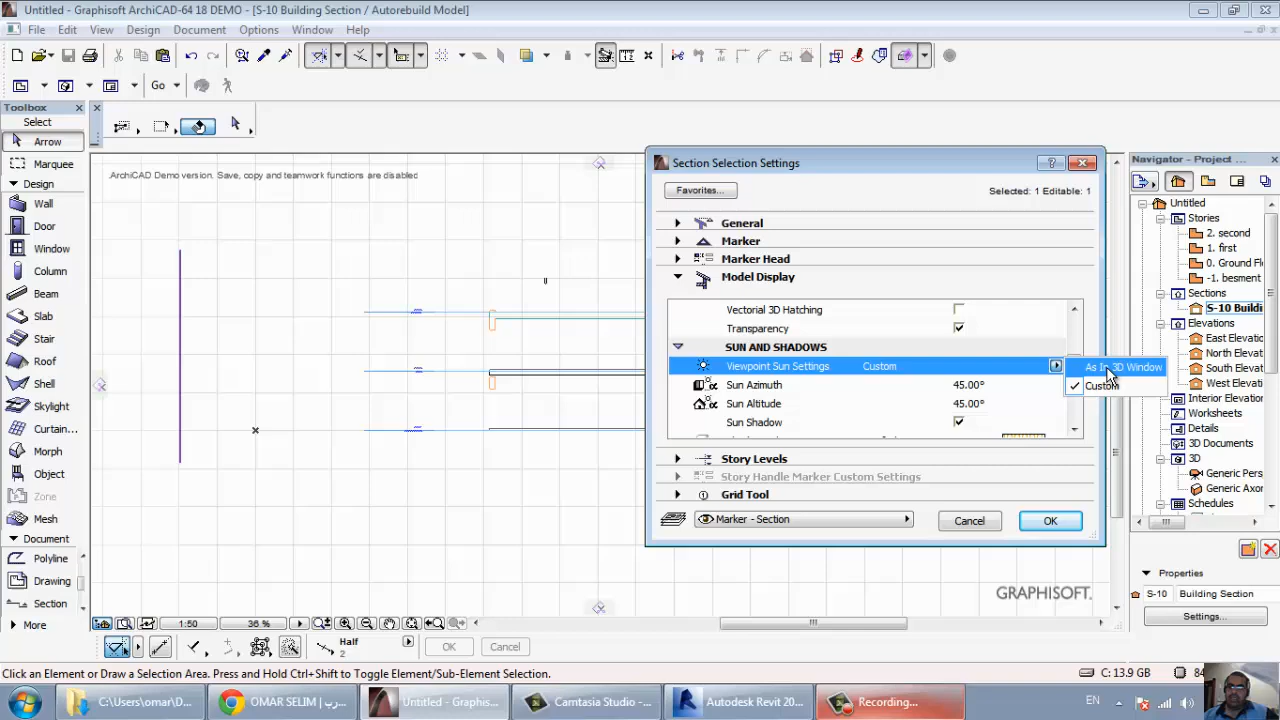 Untitled - Graphisoft ArchiCAD-64 18 DEMO - [S-10 Building Section / Autorebuild Model]
File Edit View Design Document Options Window Help
Go
Toolbox
Select
Arrow
Marquee
Design
Wall
Door
Window
Column
Beam
Slab
Stair
Roof
Shell
Skylight
Curtain...
Morph
Object
Zone
Mesh
Document
Polyline
Drawing
Section
More
ArchiCAD Demo version. Save, copy and teamwork functions are disabled
Section Selection Settings
Favorites...
Selected: 1 Editable: 1
General
Marker
Marker Head
Model Display
Vectorial 3D Hatching
Transparency
SUN AND SHADOWS
Viewpoint Sun Settings Custom
As In 3D Window
Custom
Sun Azimuth 45.00°
Sun Altitude 45.00°
Sun Shadow
Story Levels
Story Handle Marker Custom Settings
Grid Tool
Marker - Section
Cancel
OK
GRAPHISOFT.
Navigator - Project
Untitled
Stories
2. second
1. first
0. Ground Fl
-1. besment
Sections
S-10 Buildi
Elevations
East Elevatio
North Elevat
South Elevat
West Elevati
Interior Elevatio
Worksheets
Details
3D Documents
3D
Generic Pers
Generic Axon
Schedules
Properties
S-10 Building Section
Settings...
1:50 36 %
Half
2
OK Cancel
Click an Element or Draw a Selection Area. Press and Hold Ctrl+Shift to Toggle Element/Sub-Element Selection.
C: 13.9 GB
84
C:\Users\omar\D...
OMAR SELIM | ...رب
Untitled - Graphis...
Camtasia Studio - ...
Autodesk Revit 20...
Recording...
EN